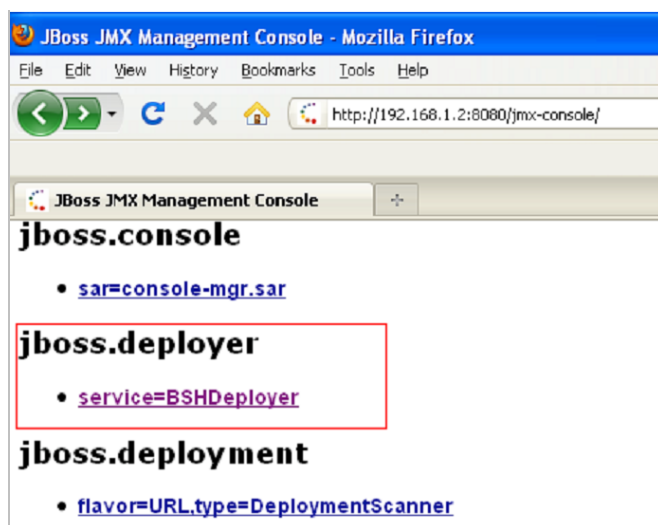 JBoss JMX Management Console - Mozilla Firefox
File Edit View History Bookmarks Tools Help
http://192.168.1.2:8080/jmx-console/
JBoss JMX Management Console
jboss.console
sar=console-mgr.sar
jboss.deployer
service=BSHDeployer
jboss.deployment
flavor=URL,type=DeploymentScanner